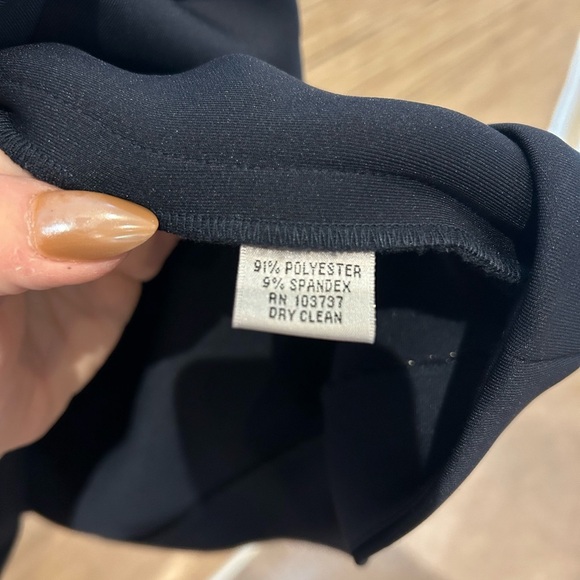 91% POLYESTER
9% SPANDEX
RN 103737
DRY CLEAN